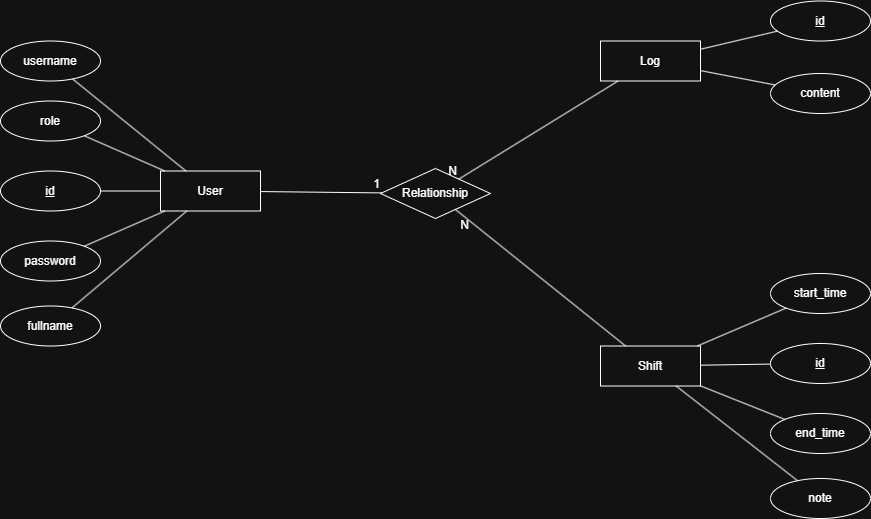 id
Log
username
content
role
N
1
User
id
Relationship
N
password
start_time
fullname
Shift
id
end_time
note